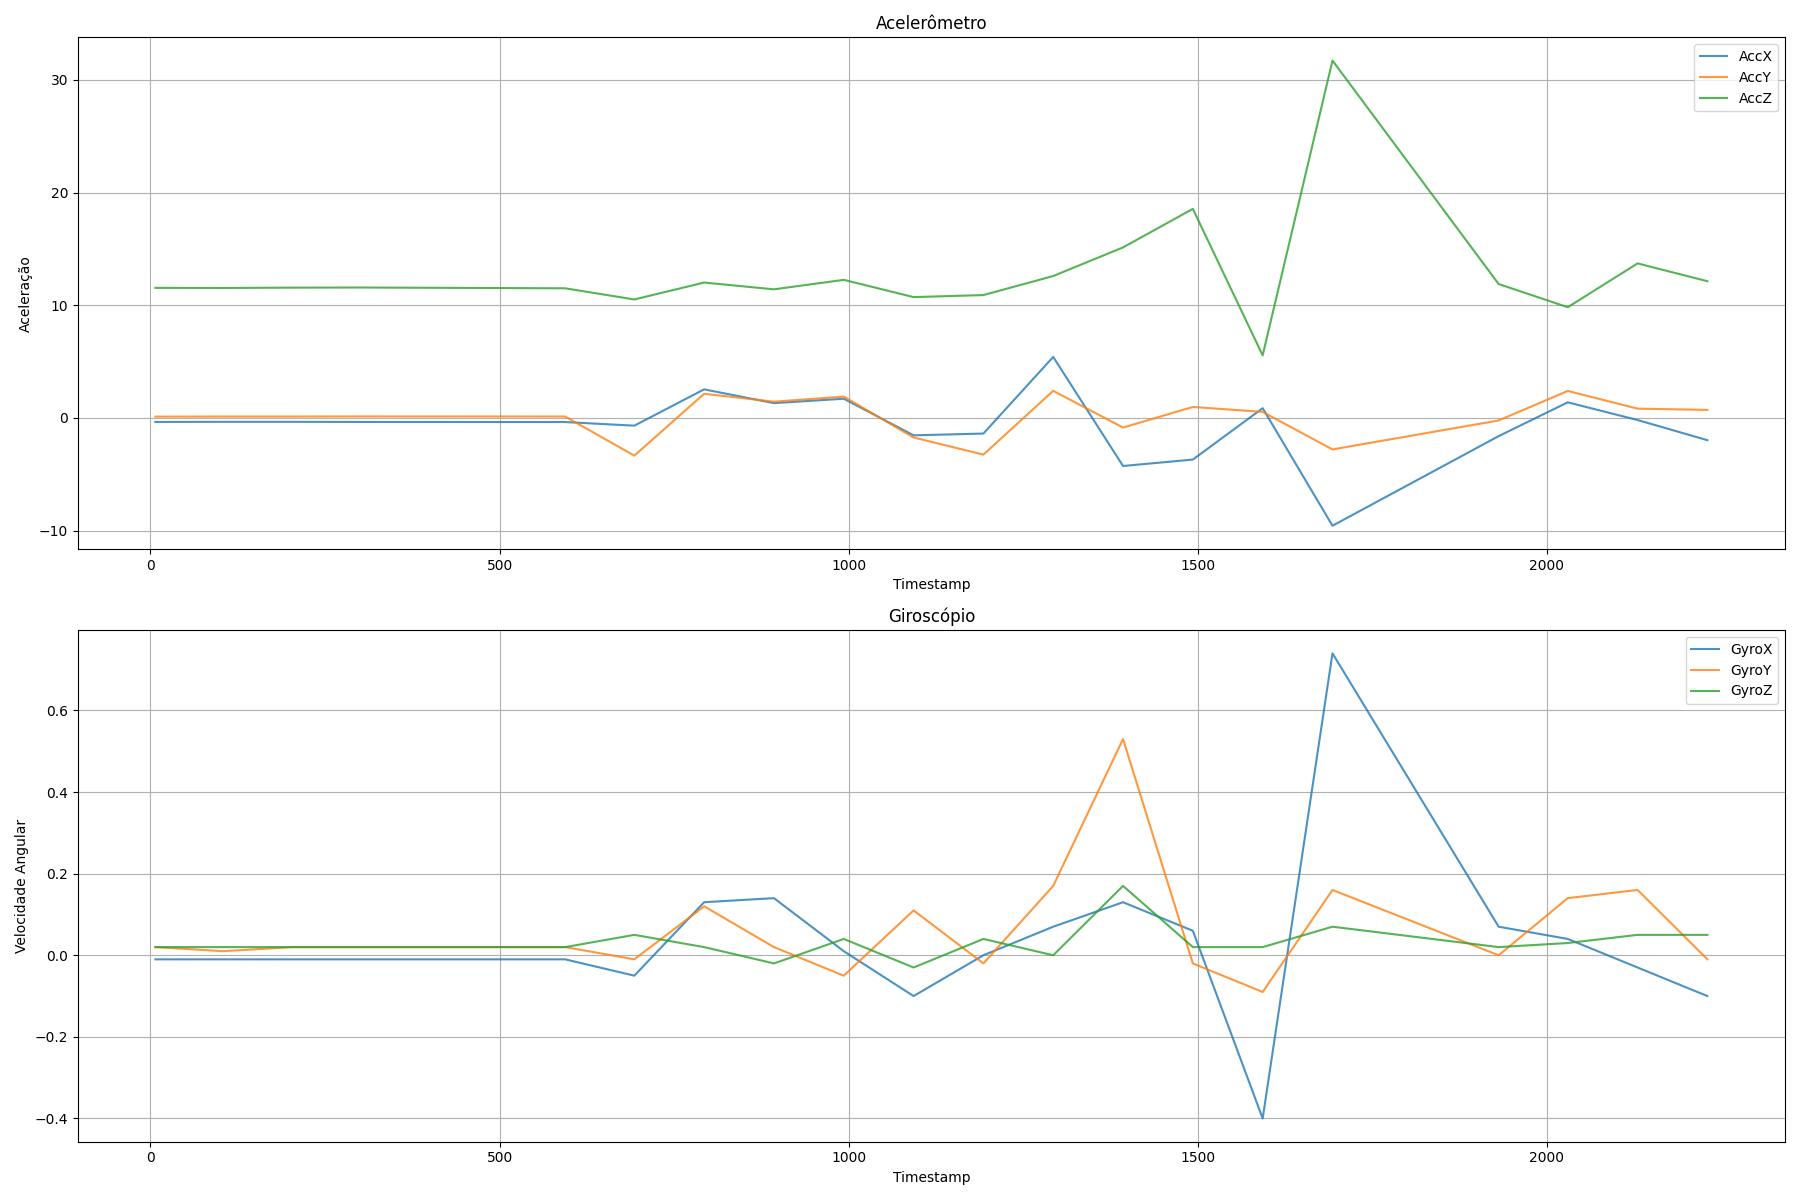 Acelerômetro
AccX
AccY
AccZ
30
20
10
0
−10
Aceleração
0
500
1000
1500
2000
Timestamp
Giroscópio
GyroX
GyroY
GyroZ
0.6
0.4
0.2
0.0
−0.2
−0.4
Velocidade Angular
0
500
1000
1500
2000
Timestamp